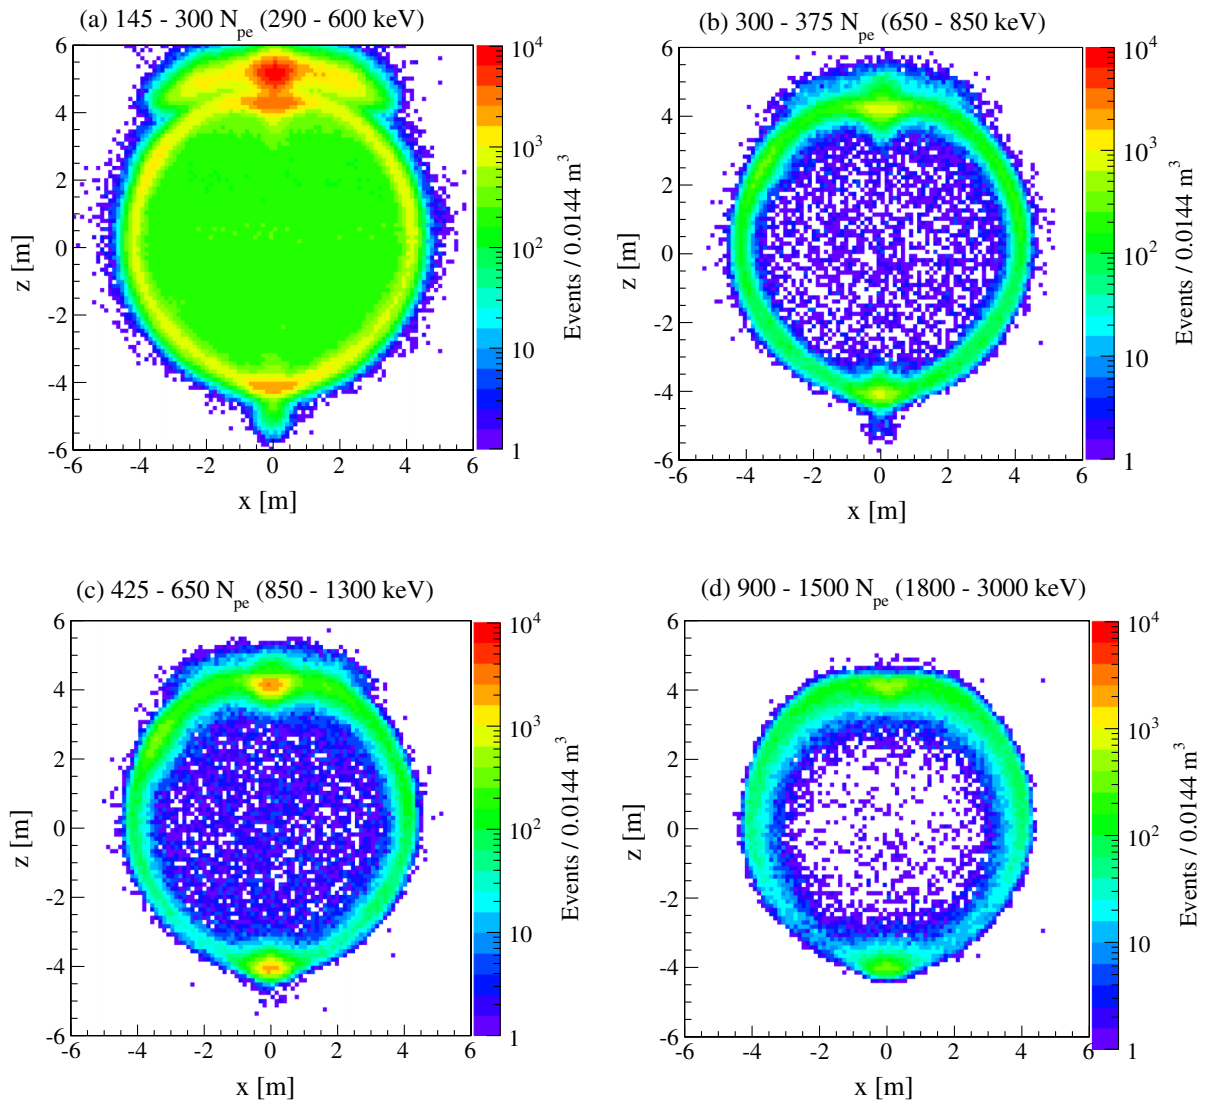 (a) 145 - 300 N_pe (290 - 600 keV)
6
4
2
0
-2
-4
-6
z [m]
-6 -4 -2 0 2 4 6
x [m]
10^4
10^3
10^2
10
1
Events / 0.0144 m^3
(b) 300 - 375 N_pe (650 - 850 keV)
6
4
2
0
-2
-4
-6
z [m]
-6 -4 -2 0 2 4 6
x [m]
10^4
10^3
10^2
10
1
Events / 0.0144 m^3
(c) 425 - 650 N_pe (850 - 1300 keV)
6
4
2
0
-2
-4
-6
z [m]
-6 -4 -2 0 2 4 6
x [m]
10^4
10^3
10^2
10
1
Events / 0.0144 m^3
(d) 900 - 1500 N_pe (1800 - 3000 keV)
6
4
2
0
-2
-4
-6
z [m]
-6 -4 -2 0 2 4 6
x [m]
10^4
10^3
10^2
10
1
Events / 0.0144 m^3